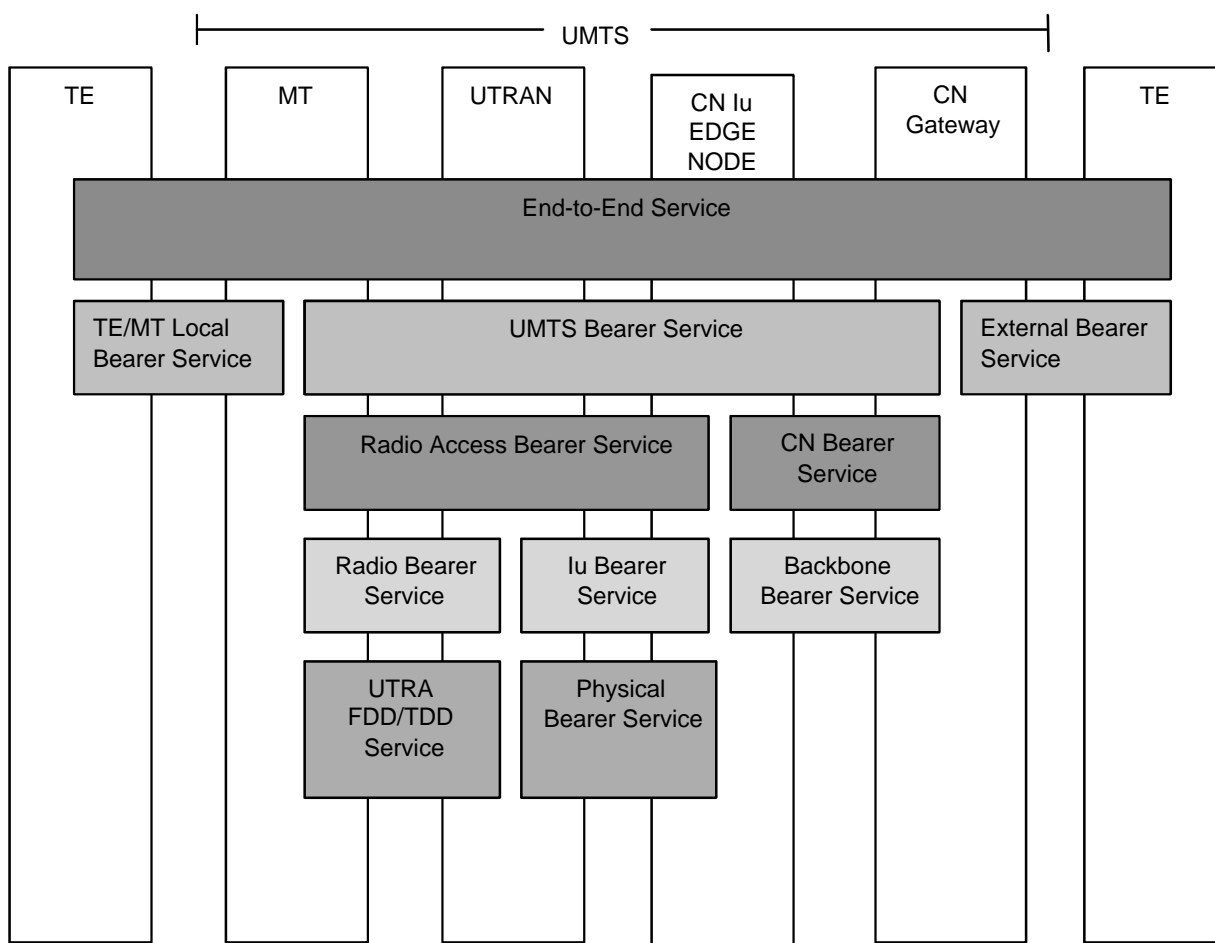 UMTS
TE
MT
UTRAN
CN Iu
EDGE
NODE
CN
Gateway
TE
End-to-End Service
TE/MT Local
Bearer Service
UMTS Bearer Service
External Bearer
Service
Radio Access Bearer Service
CN Bearer
Service
Radio Bearer
Service
Iu Bearer
Service
Backbone
Bearer Service
UTRA
FDD/TDD
Service
Physical
Bearer Service